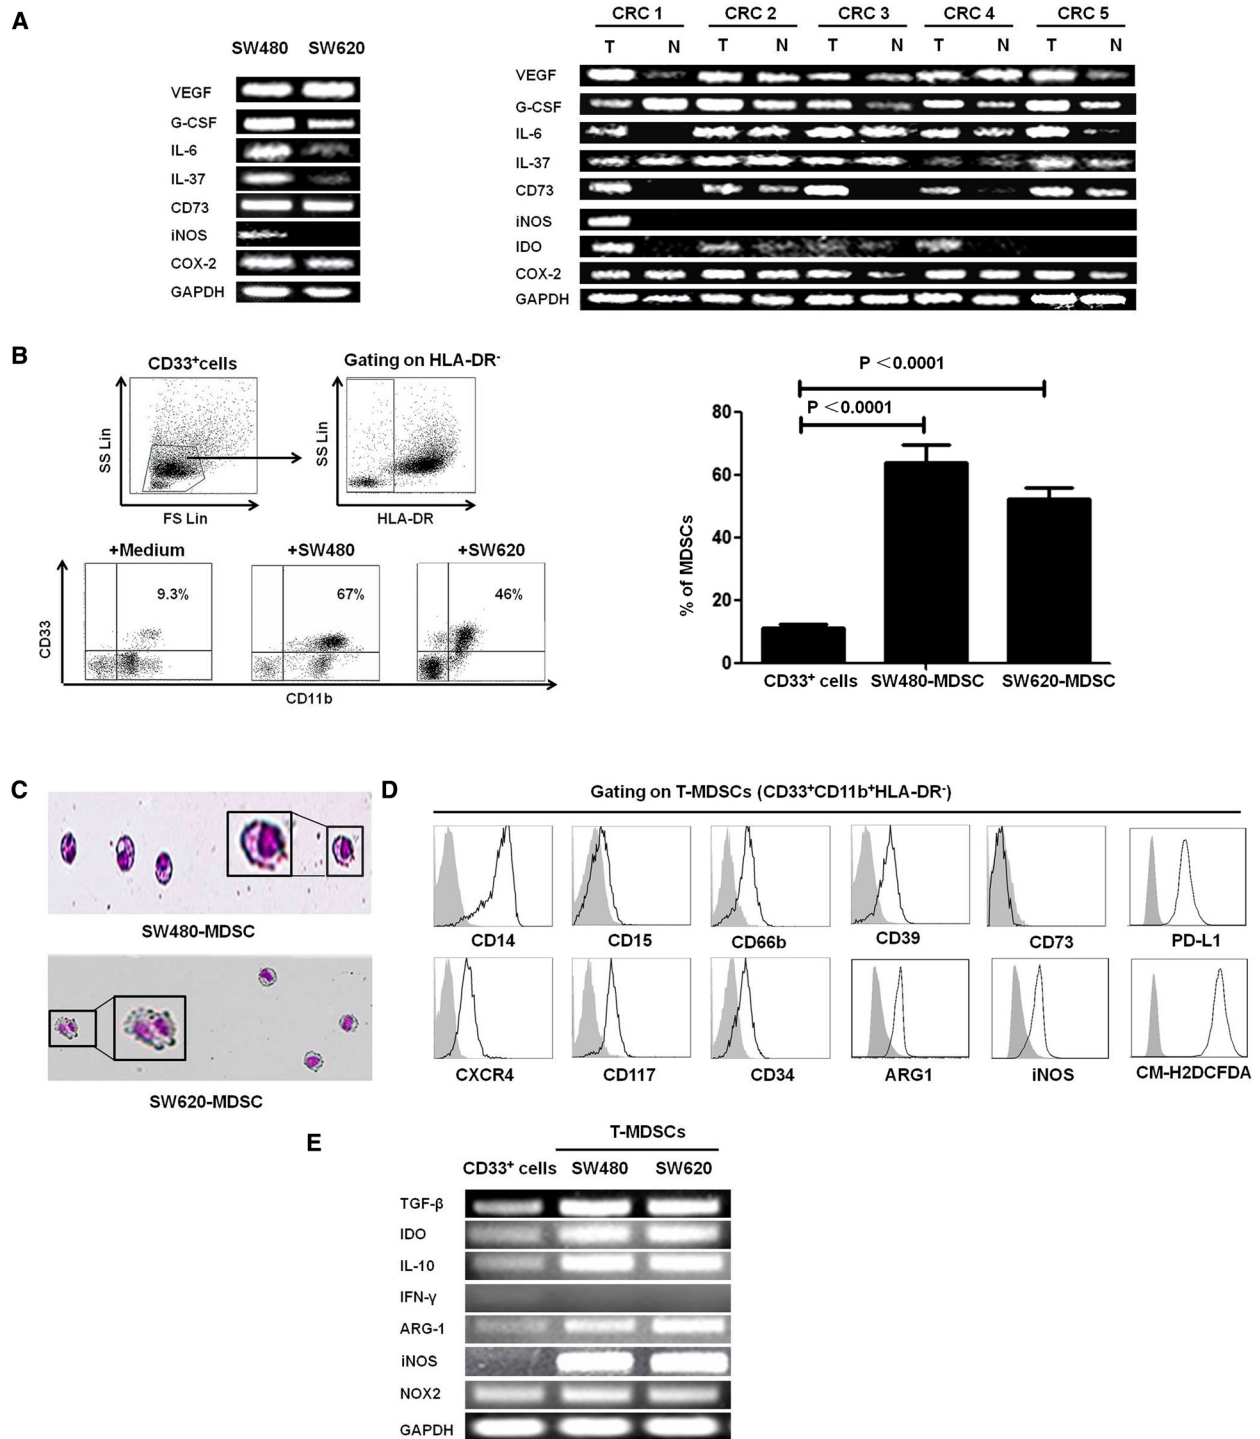 A
SW480 SW620
VEGF
G-CSF
IL-6
IL-37
CD73
iNOS
COX-2
GAPDH
CRC 1 CRC 2 CRC 3 CRC 4 CRC 5
T N T N T N T N T N
VEGF
G-CSF
IL-6
IL-37
CD73
iNOS
IDO
COX-2
GAPDH
B
CD33⁺cells
SS Lin
FS Lin
Gating on HLA-DR⁻
SS Lin
HLA-DR
+Medium +SW480 +SW620
9.3% 67% 46%
CD33
CD11b
P <0.0001
P <0.0001
% of MDSCs
80
60
40
20
0
CD33⁺ cells SW480-MDSC SW620-MDSC
C
SW480-MDSC
SW620-MDSC
D
Gating on T-MDSCs (CD33⁺CD11b⁺HLA-DR⁻)
CD14 CD15 CD66b CD39 CD73 PD-L1
CXCR4 CD117 CD34 ARG1 iNOS CM-H2DCFDA
E
T-MDSCs
CD33⁺ cells SW480 SW620
TGF-β
IDO
IL-10
IFN-γ
ARG-1
iNOS
NOX2
GAPDH